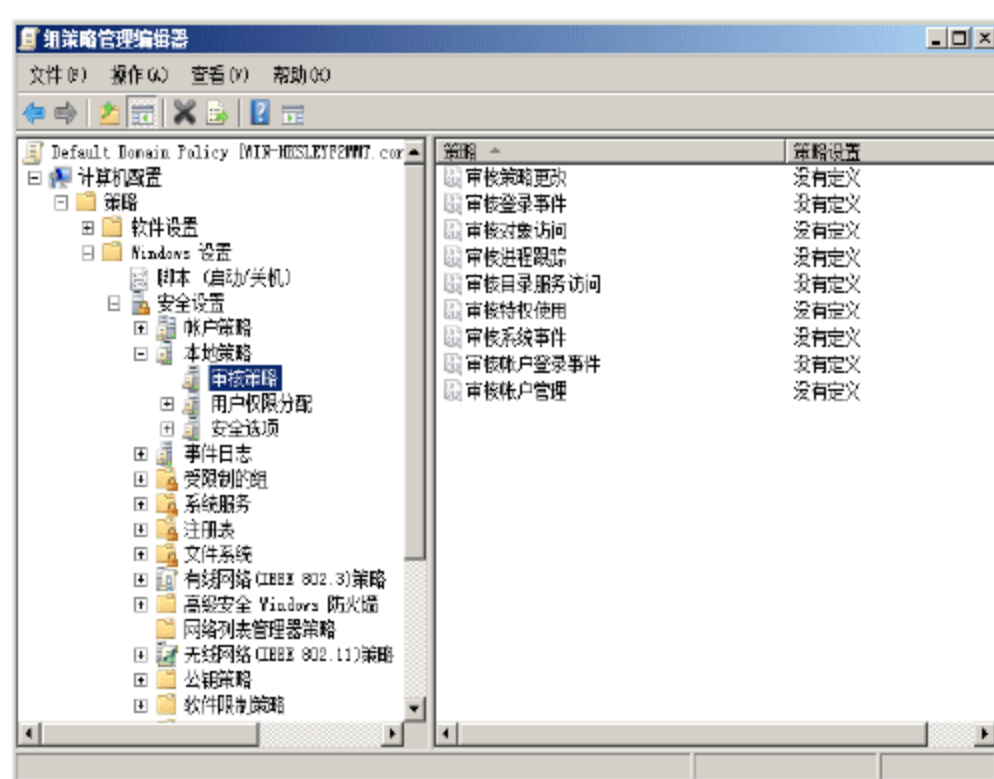 组策略管理编辑器
文件(F) 操作(A) 查看(V) 帮助(H)
Default Domain Policy
计算机配置
策略
软件设置
Windows 设置
脚本 (启动/关机)
安全设置
帐户策略
本地策略
审核策略
用户权限分配
安全选项
事件日志
受限制的组
系统服务
注册表
文件系统
有线网络(IEEE 802.3)策略
高级安全 Windows 防火墙
网络列表管理器策略
无线网络(IEEE 802.11)策略
公钥策略
软件限制策略
策略 策略设置
审核策略更改 没有定义
审核登录事件 没有定义
审核对象访问 没有定义
审核进程跟踪 没有定义
审核目录服务访问 没有定义
审核特权使用 没有定义
审核系统事件 没有定义
审核帐户登录事件 没有定义
审核帐户管理 没有定义